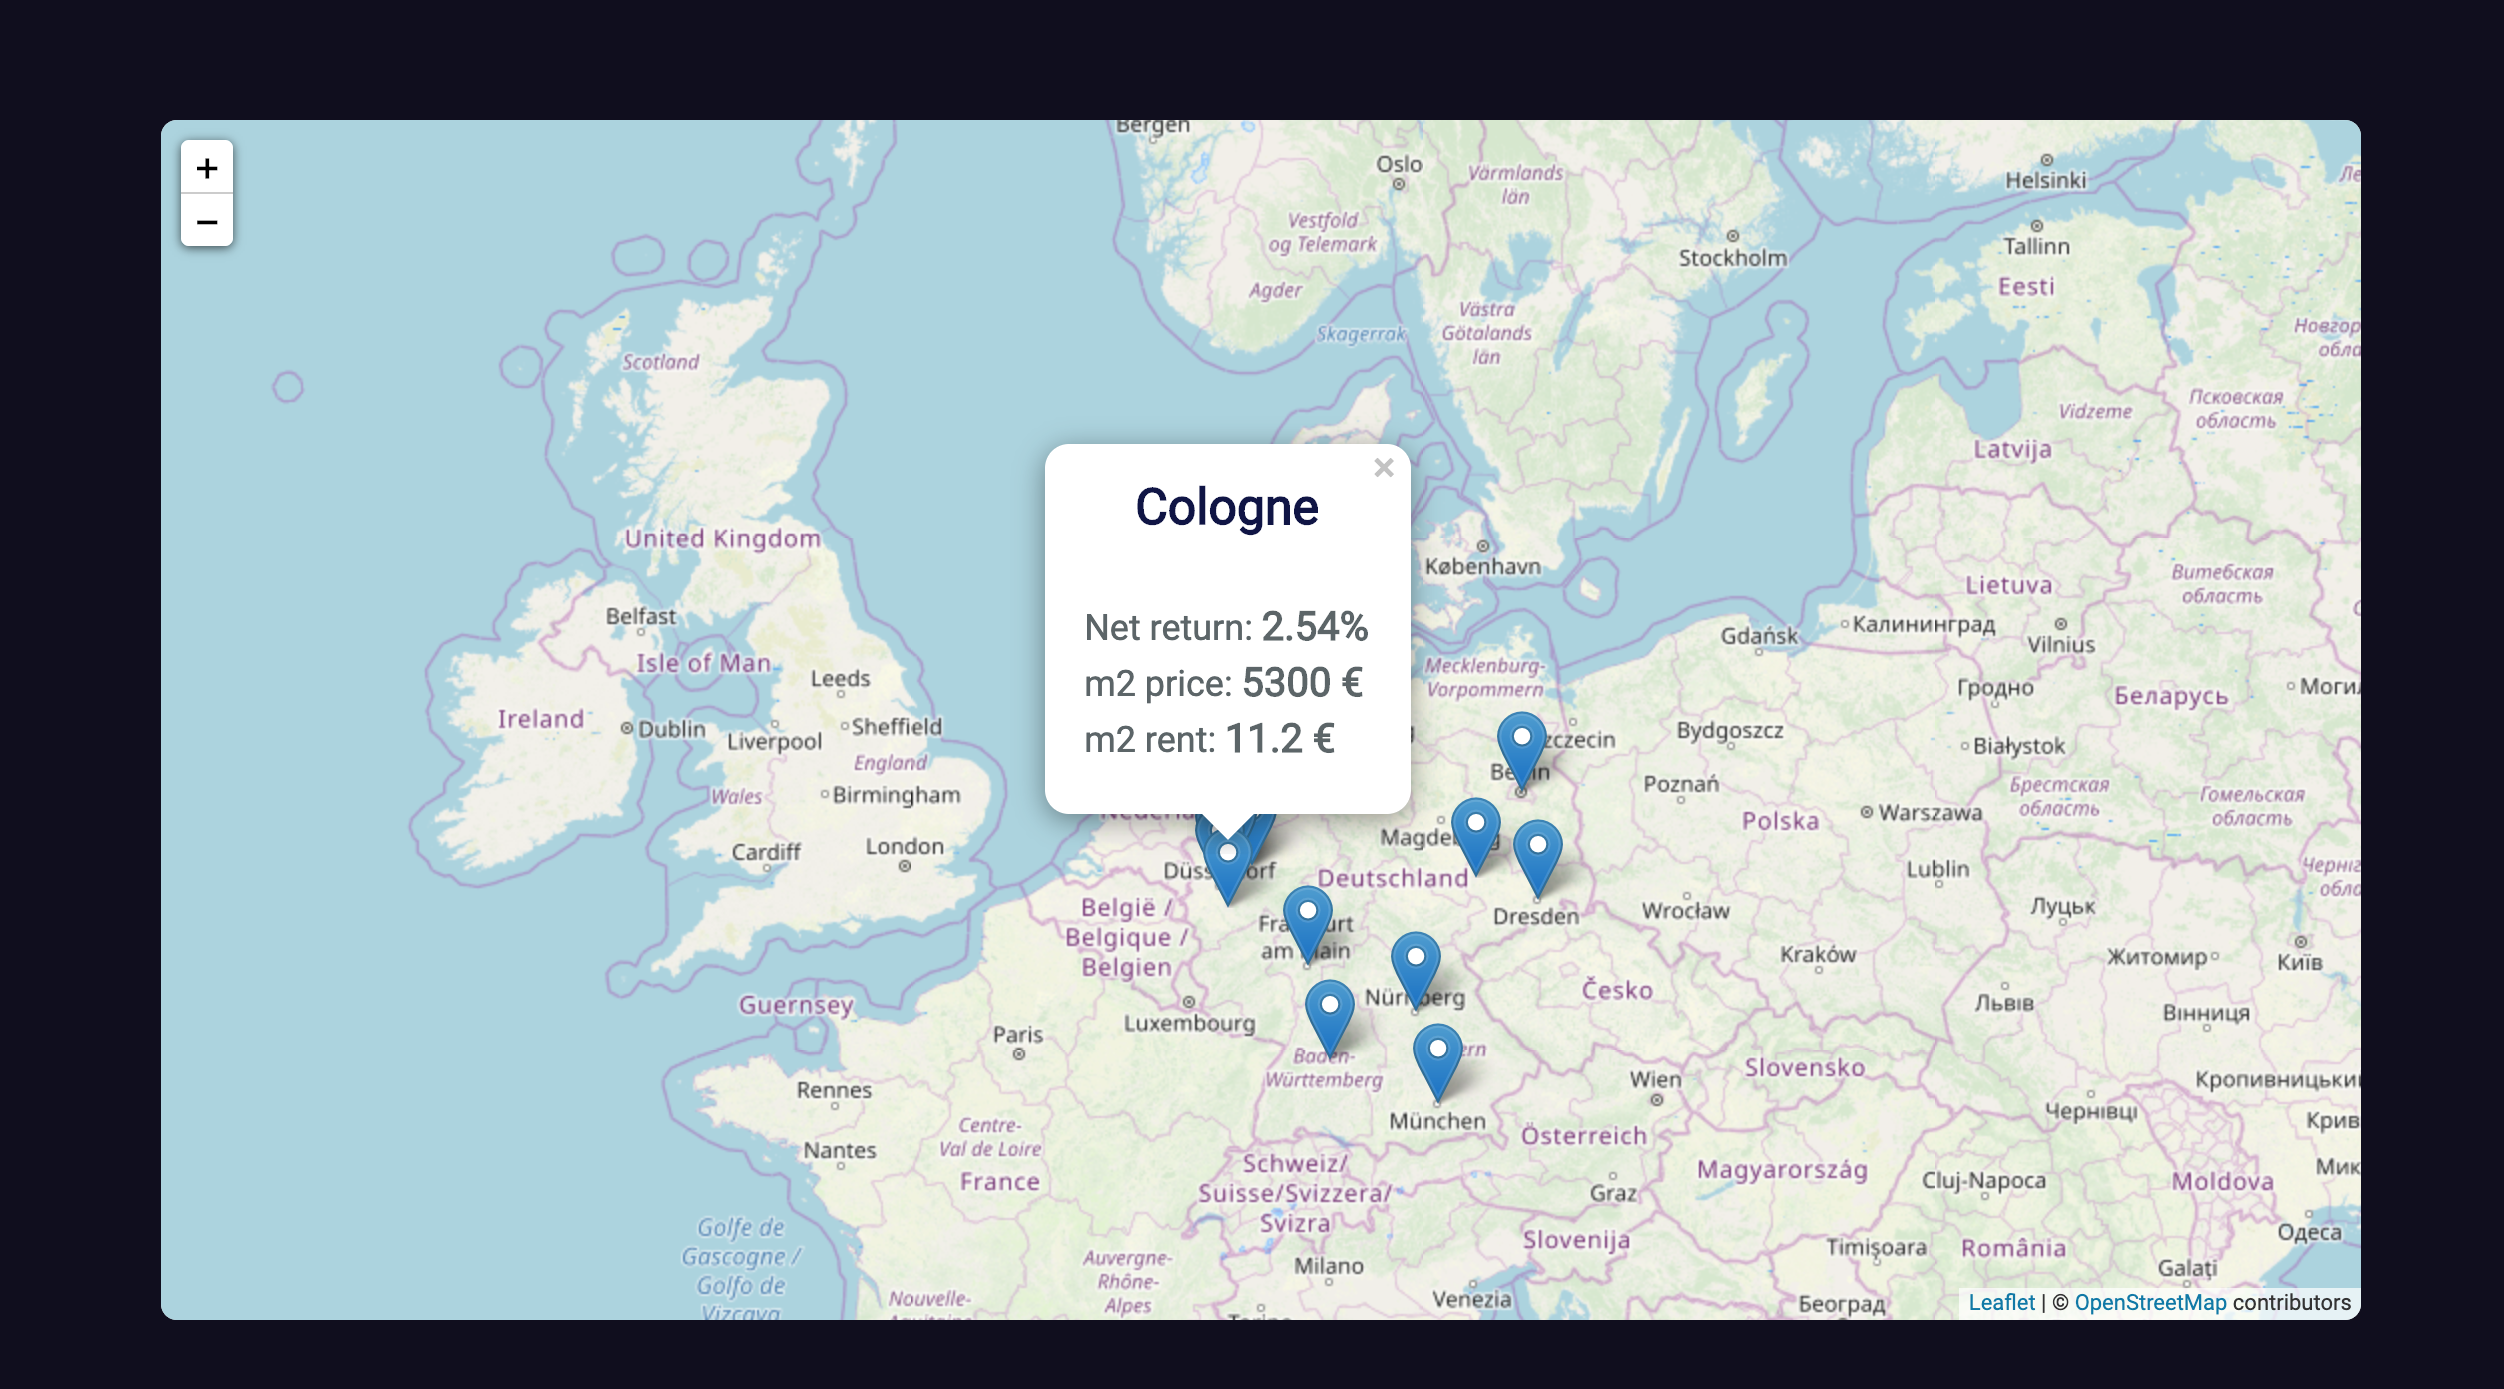 +
−
Bergen
Oslo
Värmlands
län
Helsinki
Vestfold
og Telemark
Stockholm
Tallinn
Agder
Eesti
Skagerrak
Västra
Götalands
län
Scotland
Псковская
область
Vidzeme
Latvija
×
Cologne
Net return: 2.54%
m2 price: 5300 €
m2 rent: 11.2 €
United Kingdom
København
Витебская
область
Lietuva
Belfast
Gdańsk
Калининград
Vilnius
Isle of Man
Leeds
Mecklenburg-
Vorpommern
Гродно
Беларусь
Ireland
Dublin
Liverpool
Sheffield
Bydgoszcz
Białystok
England
Poznań
Брестская
область
Гомельская
область
Wales
Birmingham
Warszawa
Polska
Cardiff
London
Deutschland
Lublin
België /
Belgique /
Belgien
Dresden
Wrocław
Луцьк
Kraków
Житомир
Київ
Česko
Львів
Guernsey
Luxembourg
Вінниця
Paris
Baden-
Württemberg
Slovensko
Rennes
Wien
Чернівці
München
Österreich
Centre-
Val de Loire
Nantes
France
Schweiz/
Suisse/Svizzera/
Svizra
Magyarország
Cluj-Napoca
Moldova
Graz
Golfe de
Gascogne /
Golfo de
Vizcaya
Slovenija
Timișoara
România
Одеса
Auvergne-
Rhône-
Alpes
Milano
Galați
Nouvelle-
Venezia
Београд
Leaflet | © OpenStreetMap contributors